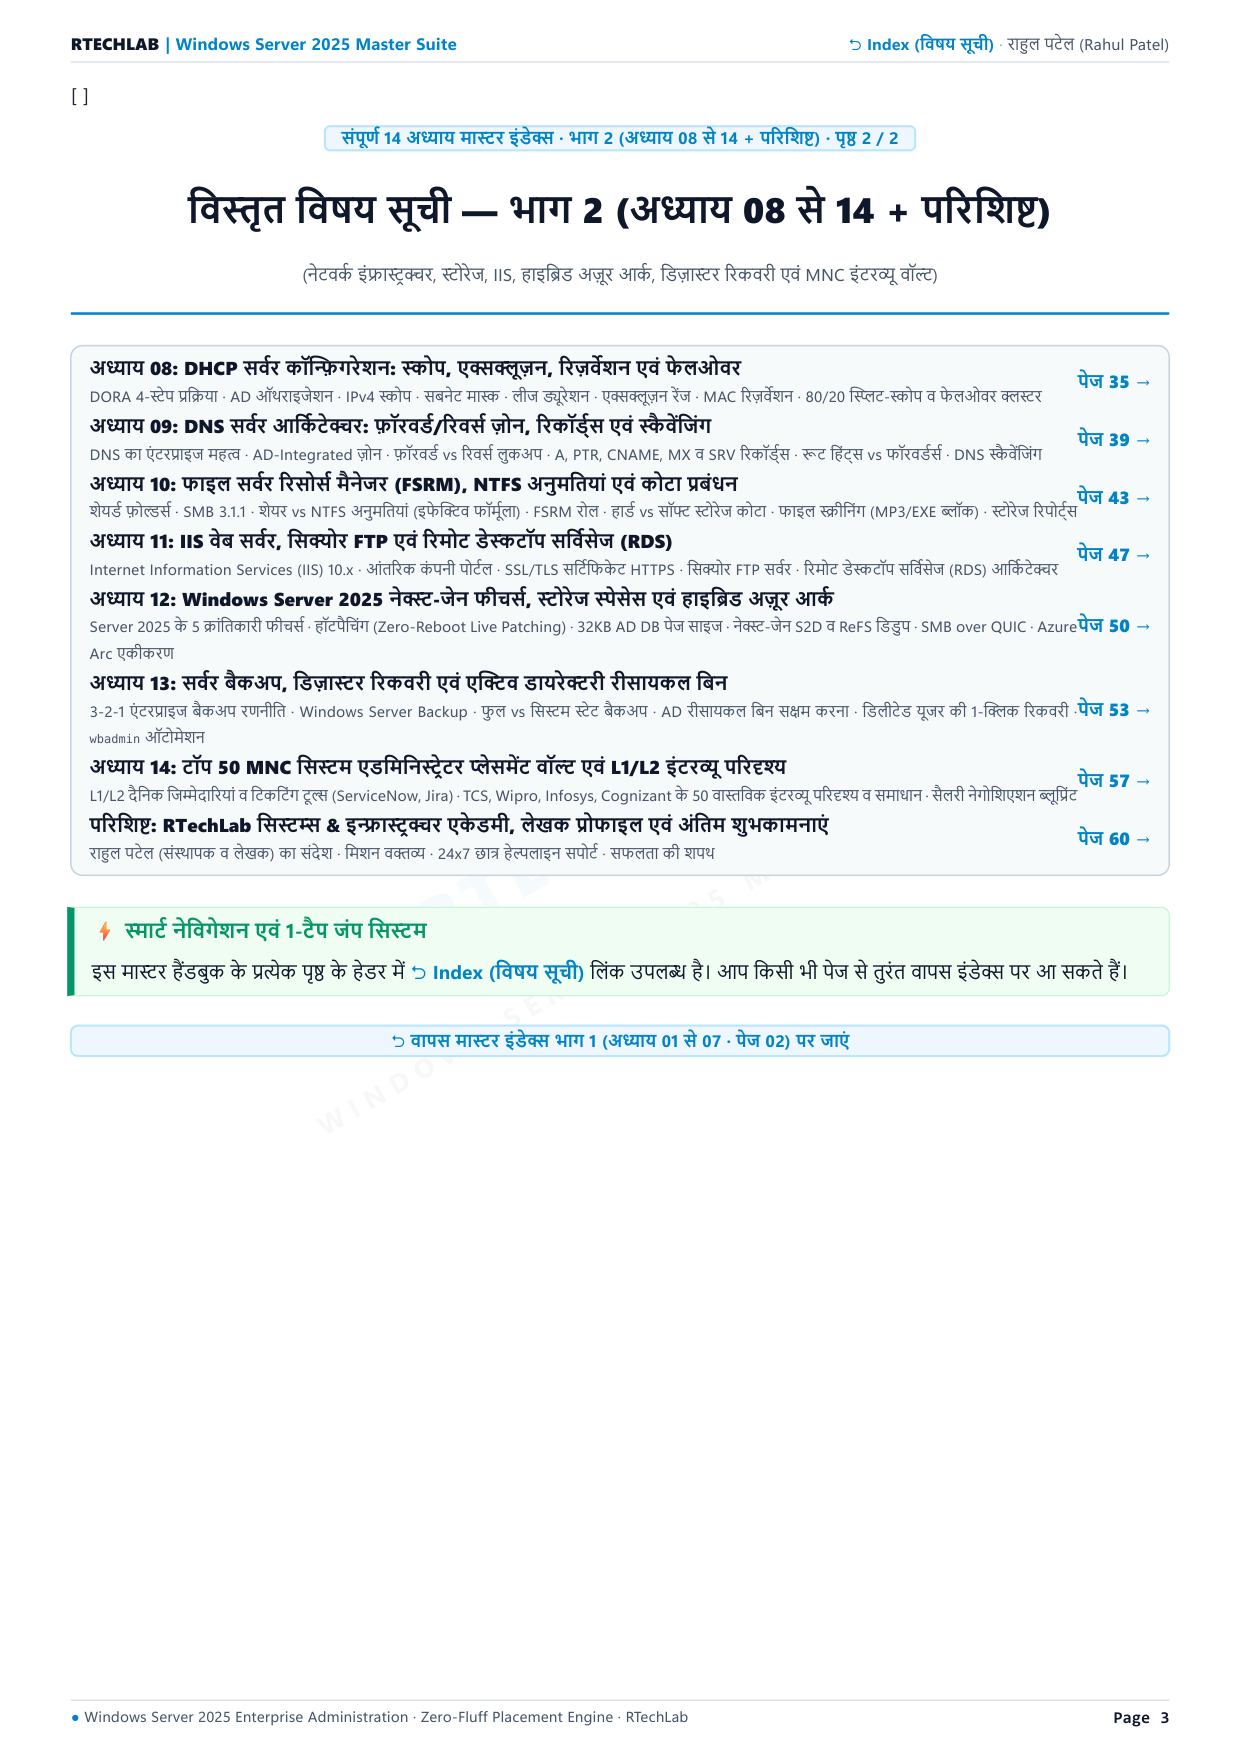 RTECHLAB | Windows Server 2025 Master Suite
⮌ Index (विषय सूची) · राहुल पटेल (Rahul Patel)
[ ]
संपूर्ण 14 अध्याय मास्टर इंडेक्स · भाग 2 (अध्याय 08 से 14 + परिशिष्ट) · पृष्ठ 2 / 2
विस्तृत विषय सूची — भाग 2 (अध्याय 08 से 14 + परिशिष्ट)
(नेटवर्क इंफ्रास्ट्रक्चर, स्टोरेज, IIS, हाइब्रिड अज़ूर आर्क, डिज़ास्टर रिकवरी एवं MNC इंटरव्यू वॉल्ट)
अध्याय 08: DHCP सर्वर कॉन्फ़िगरेशन: स्कोप, एक्सक्लूज़न, रिज़र्वेशन एवं फेलओवर
पेज 35 →
DORA 4-स्टेप प्रक्रिया · AD ऑथराइजेशन · IPv4 स्कोप · सबनेट मास्क · लीज ड्यूरेशन · एक्सक्लूज़न रेंज · MAC रिज़र्वेशन · 80/20 स्प्लिट-स्कोप व फेलओवर क्लस्टर
अध्याय 09: DNS सर्वर आर्किटेक्चर: फ़ॉरवर्ड/रिवर्स ज़ोन, रिकॉर्ड्स एवं स्कैवेंजिंग
पेज 39 →
DNS का एंटरप्राइज महत्व · AD-Integrated ज़ोन · फ़ॉरवर्ड vs रिवर्स लुकअप · A, PTR, CNAME, MX व SRV रिकॉर्ड्स · रूट हिंट्स vs फॉरवर्डर्स · DNS स्कैवेंजिंग
अध्याय 10: फाइल सर्वर रिसोर्स मैनेजर (FSRM), NTFS अनुमतियां एवं कोटा प्रबंधन
पेज 43 →
शेयर्ड फ़ोल्डर्स · SMB 3.1.1 · शेयर vs NTFS अनुमतियां (इफेक्टिव फॉर्मूला) · FSRM रोल · हार्ड vs सॉफ्ट स्टोरेज कोटा · फाइल स्क्रीनिंग (MP3/EXE ब्लॉक) · स्टोरेज रिपोर्ट्स
अध्याय 11: IIS वेब सर्वर, सिक्योर FTP एवं रिमोट डेस्कटॉप सर्विसेज (RDS)
पेज 47 →
Internet Information Services (IIS) 10.x · आंतरिक कंपनी पोर्टल · SSL/TLS सर्टिफिकेट HTTPS · सिक्योर FTP सर्वर · रिमोट डेस्कटॉप सर्विसेज (RDS) आर्किटेक्चर
अध्याय 12: Windows Server 2025 नेक्स्ट-जेन फीचर्स, स्टोरेज स्पेसेस एवं हाइब्रिड अज़ूर आर्क
Server 2025 के 5 क्रांतिकारी फीचर्स · हॉटपैचिंग (Zero-Reboot Live Patching) · 32KB AD DB पेज साइज · नेक्स्ट-जेन S2D व ReFS डिडुप · SMB over QUIC · Azure
पेज 50 →
Arc एकीकरण
अध्याय 13: सर्वर बैकअप, डिज़ास्टर रिकवरी एवं एक्टिव डायरेक्टरी रीसायकल बिन
3-2-1 एंटरप्राइज बैकअप रणनीति · Windows Server Backup · फुल vs सिस्टम स्टेट बैकअप · AD रीसायकल बिन सक्षम करना · डिलीटेड यूजर की 1-क्लिक रिकवरी ·
पेज 53 →
wbadmin ऑटोमेशन
अध्याय 14: टॉप 50 MNC सिस्टम एडमिनिस्ट्रेटर प्लेसमेंट वॉल्ट एवं L1/L2 इंटरव्यू परिदृश्य
पेज 57 →
L1/L2 दैनिक जिम्मेदारियां व टिकटिंग टूल्स (ServiceNow, Jira) · TCS, Wipro, Infosys, Cognizant के 50 वास्तविक इंटरव्यू परिदृश्य व समाधान · सैलरी नेगोशिएशन ब्लूप्रिंट
परिशिष्ट: RTechLab सिस्टम्स & इन्फ्रास्ट्रक्चर एकेडमी, लेखक प्रोफाइल एवं अंतिम शुभकामनाएं
पेज 60 →
राहुल पटेल (संस्थापक व लेखक) का संदेश · मिशन वक्तव्य · 24x7 छात्र हेल्पलाइन सपोर्ट · सफलता की शपथ
⚡ स्मार्ट नेविगेशन एवं 1-टैप जंप सिस्टम
इस मास्टर हैंडबुक के प्रत्येक पृष्ठ के हेडर में ⮌ Index (विषय सूची) लिंक उपलब्ध है। आप किसी भी पेज से तुरंत वापस इंडेक्स पर आ सकते हैं।
⮌ वापस मास्टर इंडेक्स भाग 1 (अध्याय 01 से 07 · पेज 02) पर जाएं
● Windows Server 2025 Enterprise Administration · Zero-Fluff Placement Engine · RTechLab
Page 3